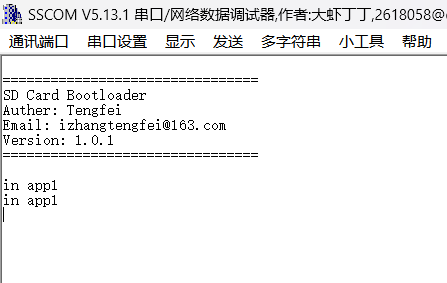 SSCOM V5.13.1 串口/网络数据调试器,作者:大虾丁丁,2618058@
通讯端口 串口设置 显示 发送 多字符串 小工具 帮助
================================
SD Card Bootloader
Auther: Tengfei
Email: izhangtengfei@163.com
Version: 1.0.1
================================
in app1
in app1